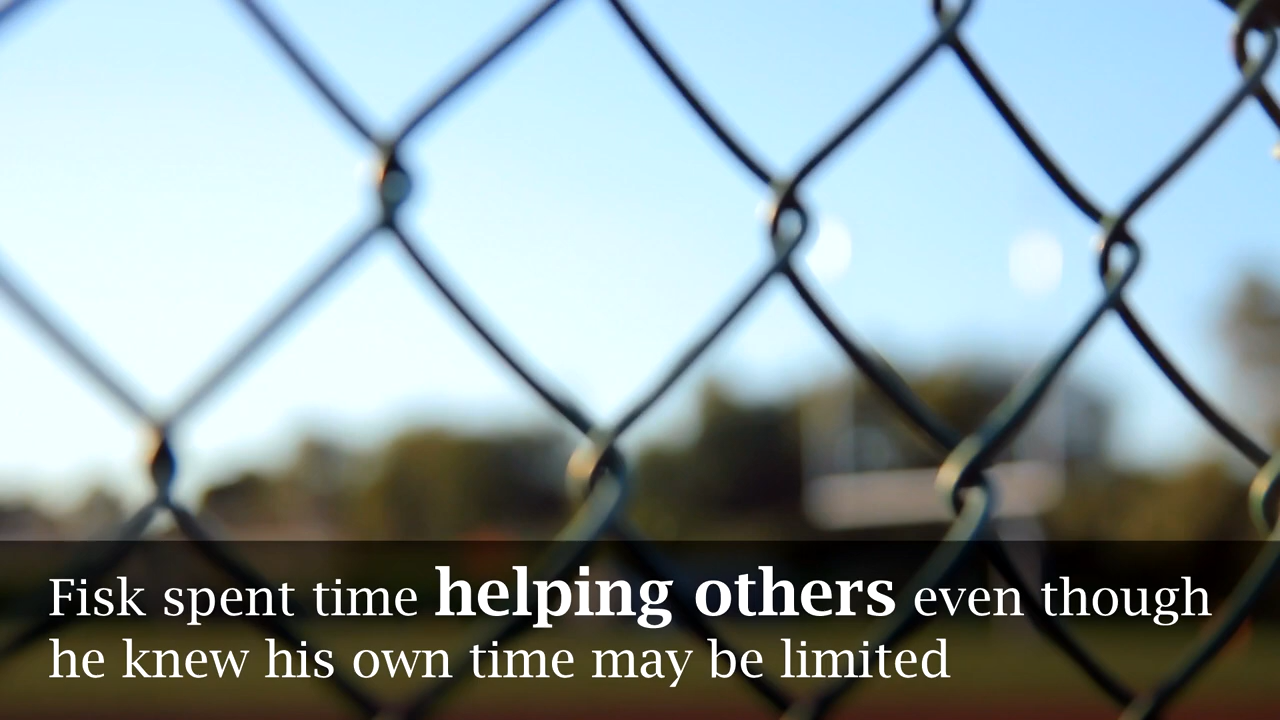 Fisk spent time helping others even though
he knew his own time may be limited